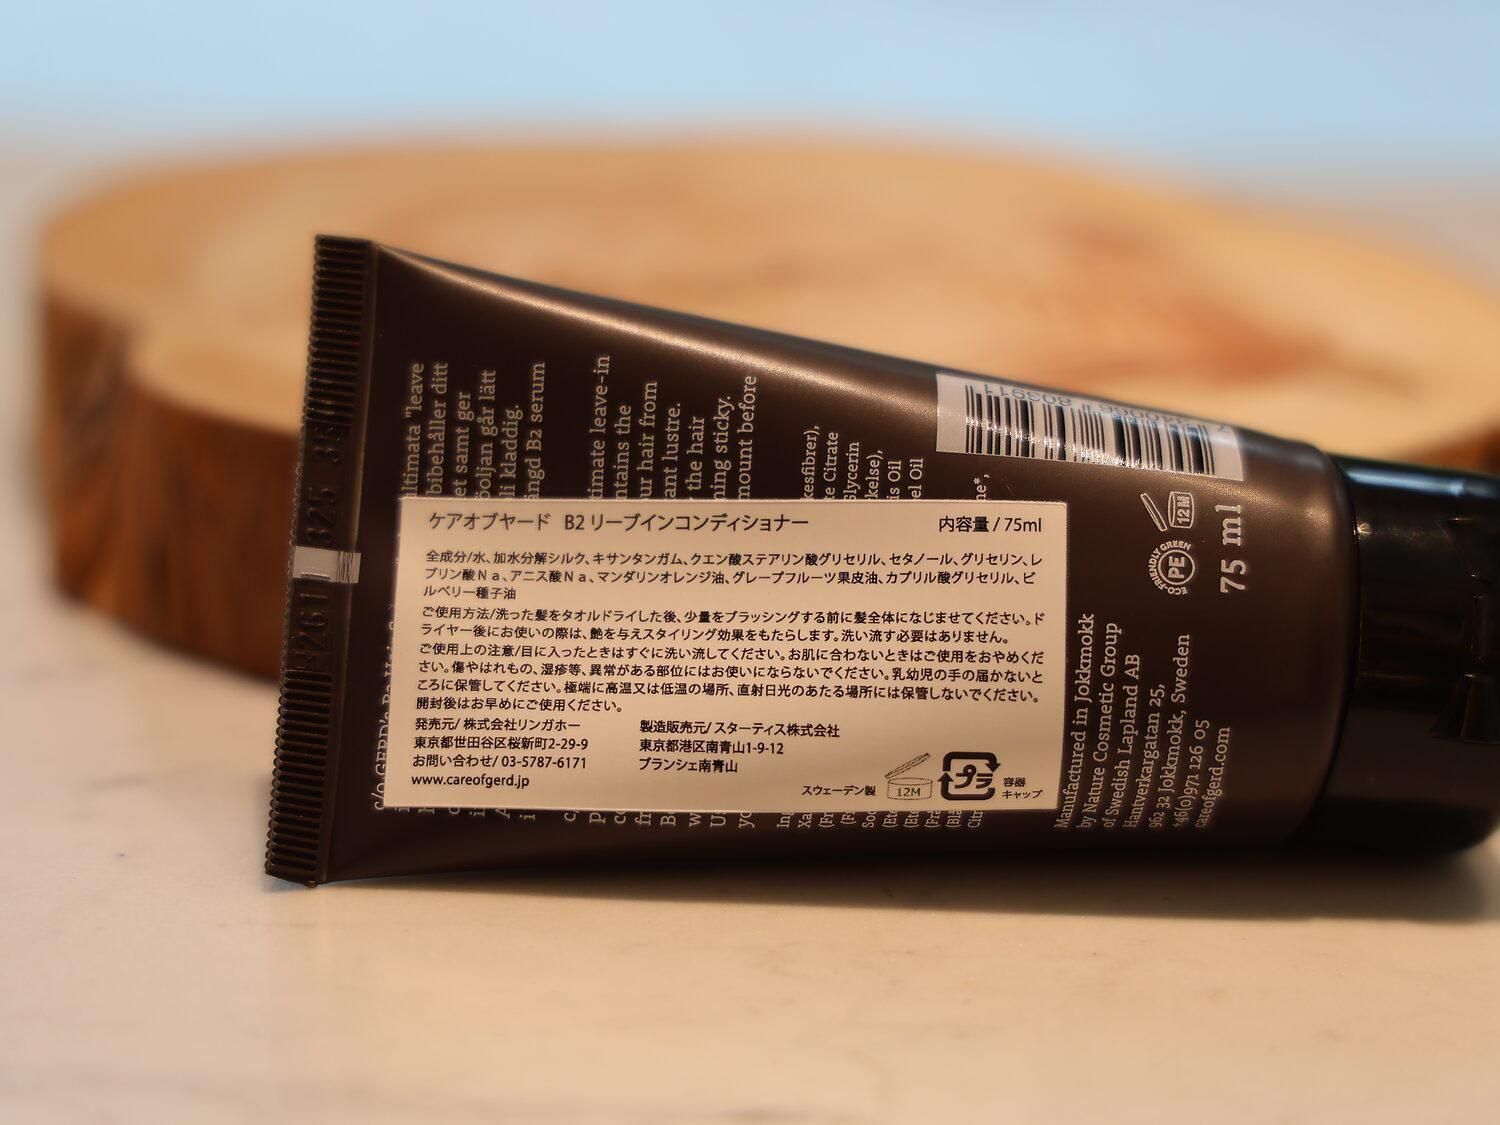 ケアオブヤード B2 リーブインコンディショナー 内容量 / 75ml
全成分/水、加水分解シルク、キサンタンガム、クエン酸ステアリン酸グリセリル、セタノール、グリセリン、レ
ブリン酸Ｎａ、アニス酸Ｎａ、マンダリンオレンジ油、グレープフルーツ果皮油、カプリル酸グリセリル、ビ
ルベリー種子油
ご使用方法/洗った髪をタオルドライした後、少量をブラッシングする前に髪全体になじませてください。ド
ライヤー後にお使いの際は、艶を与えスタイリング効果をもたらします。洗い流す必要はありません。
ご使用上の注意/目に入ったときはすぐに洗い流してください。お肌に合わないときはご使用をおやめくだ
さい。傷やはれもの、湿疹等、異常がある部位にはお使いにならないでください。乳幼児の手の届かないと
ころに保管してください。極端に高温又は低温の場所、直射日光のあたる場所には保管しないでください。
開封後はお早めにご使用ください。
発売元/ 株式会社リンガホー
東京都世田谷区桜新町2-29-9
お問い合わせ/ 03-5787-6171
www.careofgerd.jp
製造販売元/ スターティス株式会社
東京都港区南青山1-9-12
ブランシェ南青山
スウェーデン製
12M
プラ
容器
キャップ
"leave
bibehåller ditt
et samt ger
går lätt
kladdig.
B2 serum
leave-in
the
hair from
lustre.
the hair
sticky.
before
Citrate
Glycerin
Oil
Oil
Manufactured in Jokkmokk
by Nature Cosmetic Group
of Swedish Lapland AB
Hantverkargatan 25,
962 32 Jokkmokk, Sweden
+46(0)971 126 05
careofgerd.com
75 ml
12M
ECO-FRIENDLY GREEN
PE